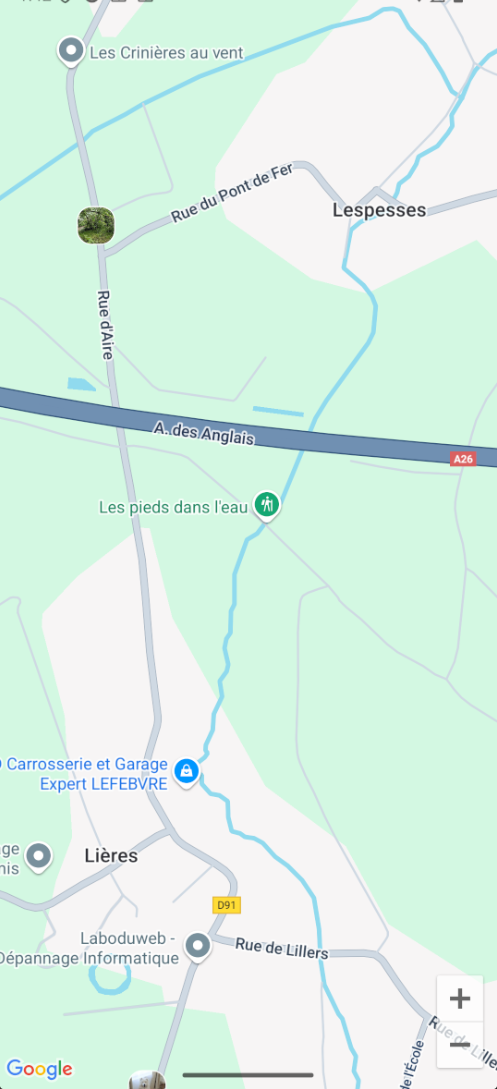 Les Crinières au vent
Rue du Pont de Fer
Lespesses
Rue d'Aire
A. des Anglais
A26
Les pieds dans l'eau
Carrosserie et Garage
Expert LEFEBVRE
Lières
D91
Laboduweb -
Dépannage Informatique
Rue de Lillers
+
−
Google